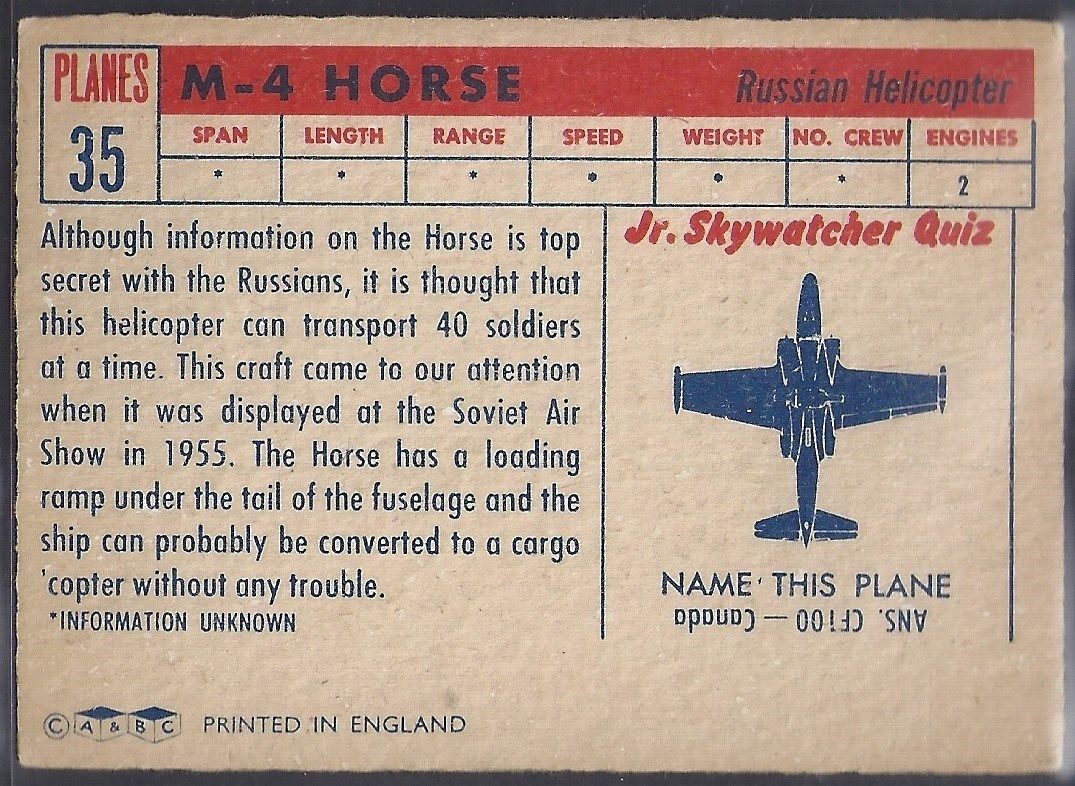 PLANES
35
M-4 HORSE Russian Helicopter
SPAN LENGTH RANGE SPEED WEIGHT NO. CREW ENGINES
* * * * * * 2
Although information on the Horse is top
secret with the Russians, it is thought that
this helicopter can transport 40 soldiers
at a time. This craft came to our attention
when it was displayed at the Soviet Air
Show in 1955. The Horse has a loading
ramp under the tail of the fuselage and the
ship can probably be converted to a cargo
'copter without any trouble.
*INFORMATION UNKNOWN
Jr. Skywatcher Quiz
NAME THIS PLANE
ANS. CF100 — Canada
© A & B C PRINTED IN ENGLAND